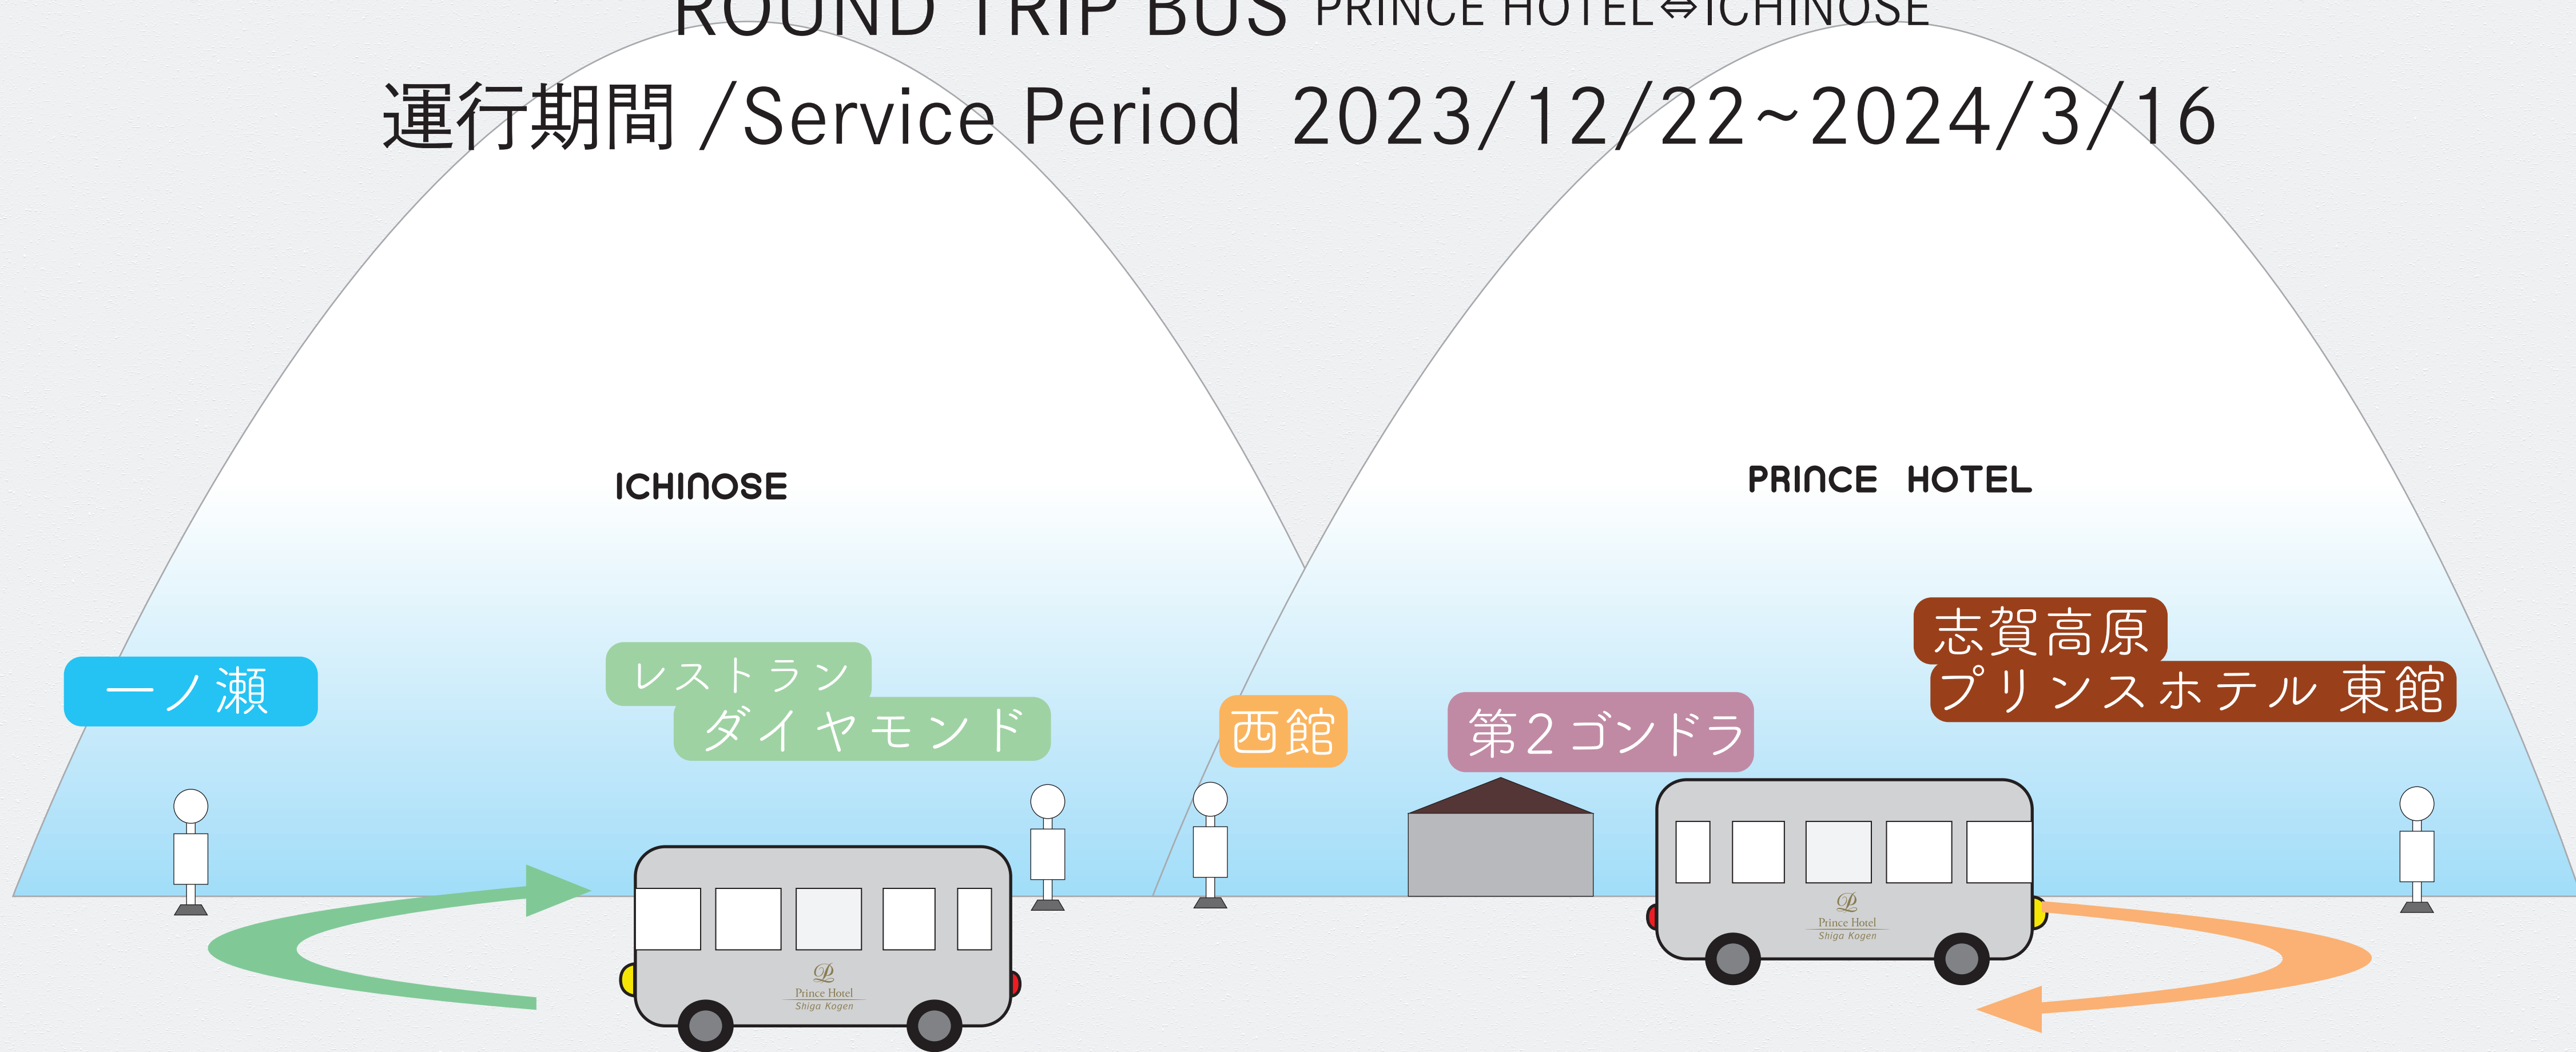 ROUND TRIP BUS PRINCE HOTEL⇔ICHINOSE
運行期間 /Service Period 2023/12/22~2024/3/16
ICHINOSE
PRINCE HOTEL
一ノ瀬
レストラン
ダイヤモンド
西館
第2ゴンドラ
志賀高原
プリンスホテル 東館
P
Prince Hotel
Shiga Kogen
P
Prince Hotel
Shiga Kogen